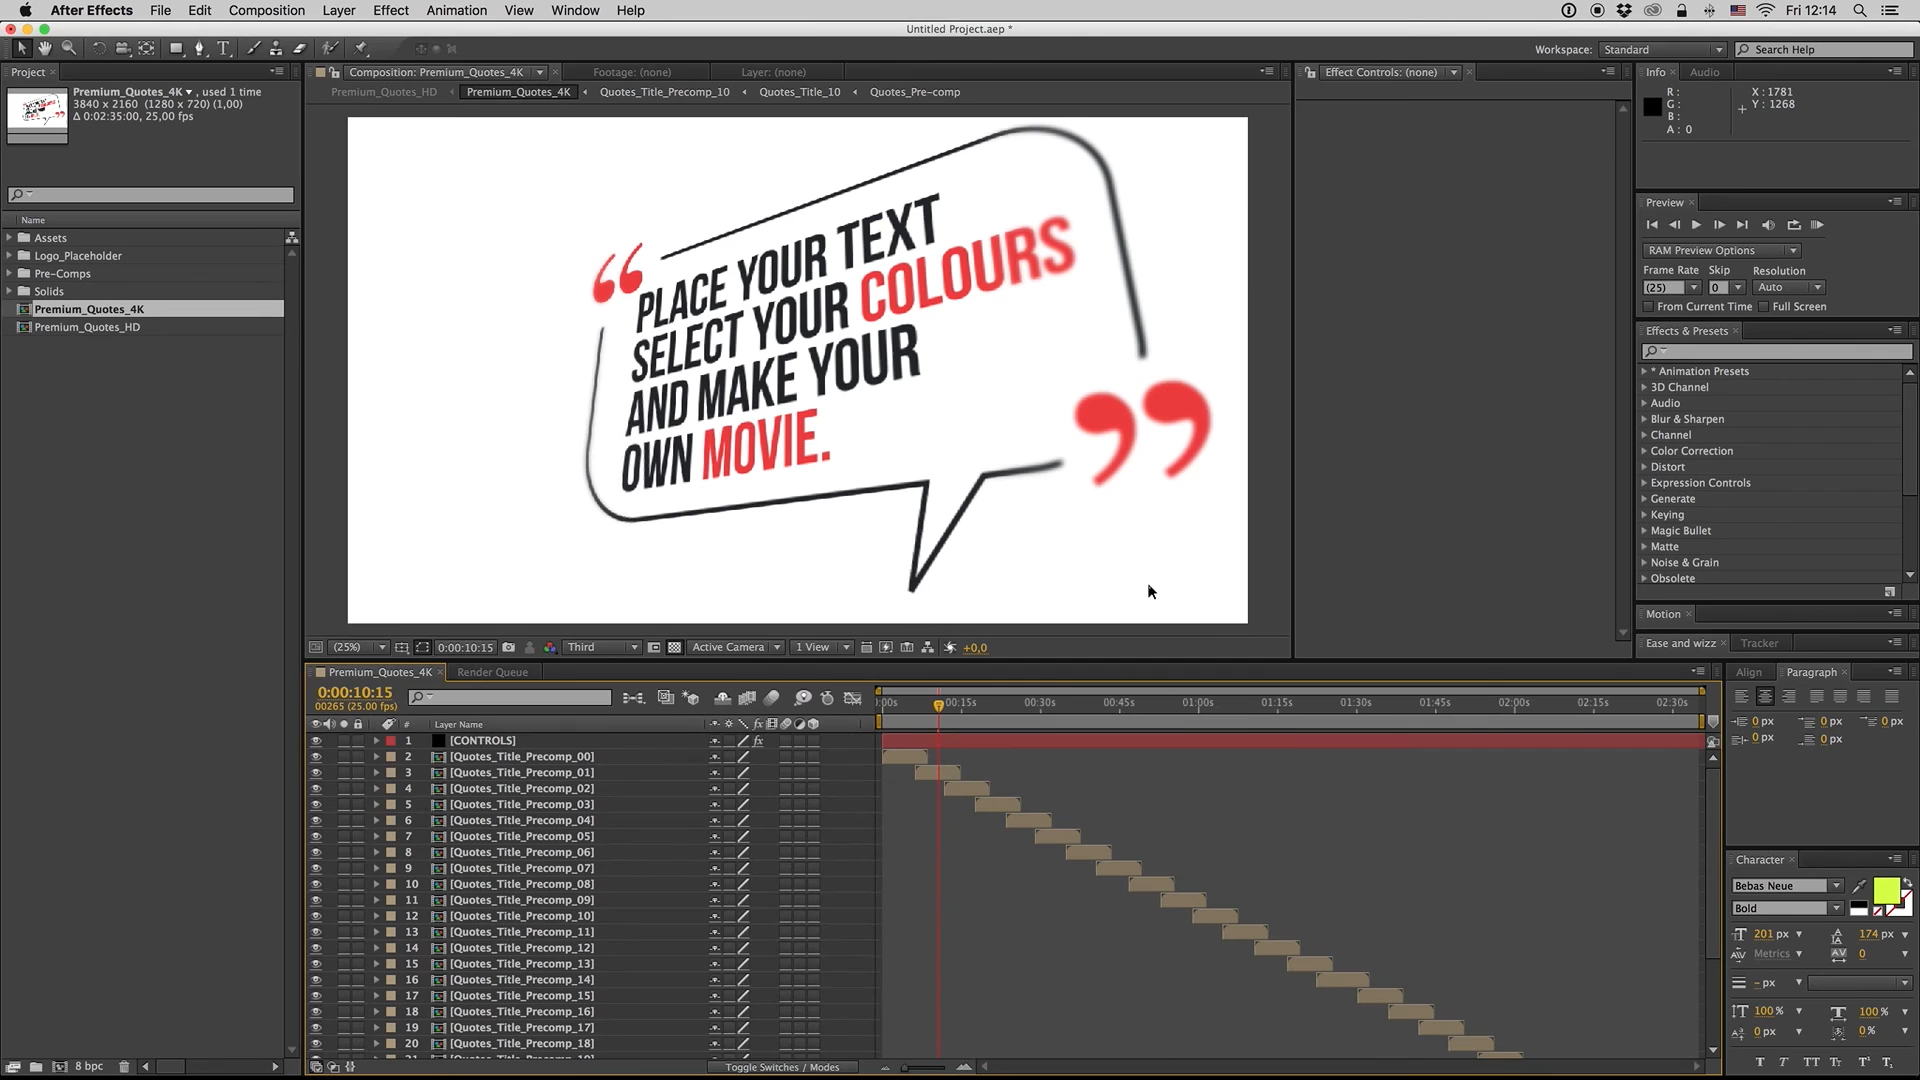 After Effects File Edit Composition Layer Effect Animation View Window Help Fri 12:14
Untitled Project.aep *
Workspace: Standard Search Help
Project
Premium_Quotes_4K , used 1 time
3840 x 2160 (1280 x 720) (1,00)
Δ 0:02:35:00, 25,00 fps
Name
Assets
Logo_Placeholder
Pre-Comps
Solids
Premium_Quotes_4K
Premium_Quotes_HD
8 bpc
Composition: Premium_Quotes_4K Footage: (none) Layer: (none)
Premium_Quotes_HD Premium_Quotes_4K Quotes_Title_Precomp_10 Quotes_Title_10 Quotes_Pre-comp
“
PLACE YOUR TEXT
SELECT YOUR COLOURS
AND MAKE YOUR
OWN MOVIE.
”
(25%) 0:00:10:15 Third Active Camera 1 View +0,0
Effect Controls: (none)
Info Audio
R :
G :
B :
A : 0
X : 1781
Y : 1268
Preview
RAM Preview Options
Frame Rate Skip Resolution
(25) 0 Auto
From Current Time Full Screen
Effects & Presets
* Animation Presets
3D Channel
Audio
Blur & Sharpen
Channel
Color Correction
Distort
Expression Controls
Generate
Keying
Magic Bullet
Matte
Noise & Grain
Obsolete
Motion
Ease and wizz Tracker
Premium_Quotes_4K Render Queue
0:00:10:15
00265 (25.00 fps)
:00s 00:15s 00:30s 00:45s 01:00s 01:15s 01:30s 01:45s 02:00s 02:15s 02:30s
# Layer Name
1 [CONTROLS] fx
2 [Quotes_Title_Precomp_00]
3 [Quotes_Title_Precomp_01]
4 [Quotes_Title_Precomp_02]
5 [Quotes_Title_Precomp_03]
6 [Quotes_Title_Precomp_04]
7 [Quotes_Title_Precomp_05]
8 [Quotes_Title_Precomp_06]
9 [Quotes_Title_Precomp_07]
10 [Quotes_Title_Precomp_08]
11 [Quotes_Title_Precomp_09]
12 [Quotes_Title_Precomp_10]
13 [Quotes_Title_Precomp_11]
14 [Quotes_Title_Precomp_12]
15 [Quotes_Title_Precomp_13]
16 [Quotes_Title_Precomp_14]
17 [Quotes_Title_Precomp_15]
18 [Quotes_Title_Precomp_16]
19 [Quotes_Title_Precomp_17]
20 [Quotes_Title_Precomp_18]
Toggle Switches / Modes
Align Paragraph
0 px 0 px 0 px
0 px 0 px
Character
Bebas Neue
Bold
201 px 174 px
Metrics 0
- px
100 % 100 %
0 px 0 %
T T TT Tr T¹ T₁